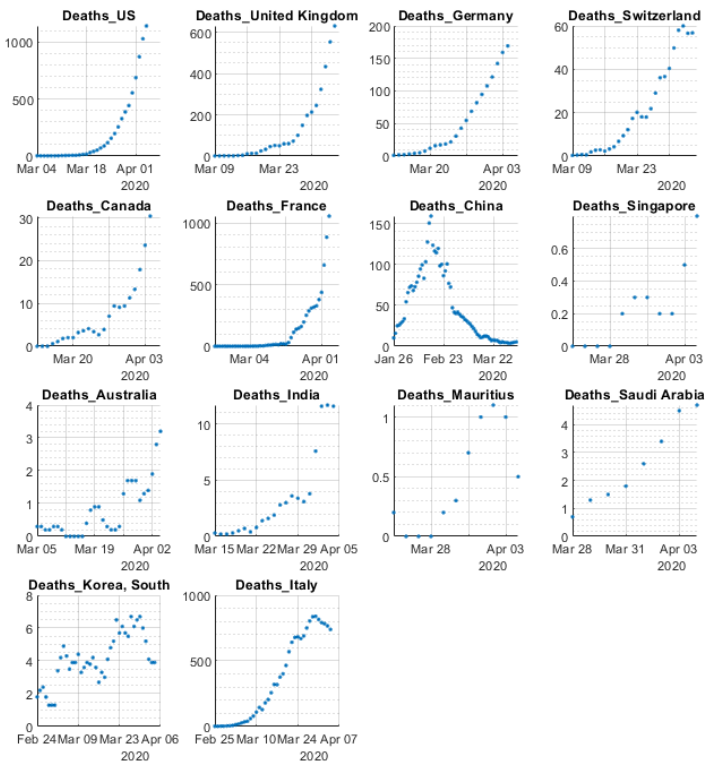 Deaths_US
1000
500
0
Mar 04 Mar 18 Apr 01
2020
Deaths_United Kingdom
600
400
200
0
Mar 09 Mar 23
2020
Deaths_Germany
200
150
100
50
0
Mar 20 Apr 03
2020
Deaths_Switzerland
60
40
20
0
Mar 09 Mar 23
2020
Deaths_Canada
30
20
10
0
Mar 20 Apr 03
2020
Deaths_France
1000
500
0
Mar 04 Apr 01
2020
Deaths_China
150
100
50
0
Jan 26 Feb 23 Mar 22
2020
Deaths_Singapore
0.6
0.4
0.2
0
Mar 28 Apr 03
2020
Deaths_Australia
4
3
2
1
0
Mar 05 Mar 19 Apr 02
2020
Deaths_India
10
5
0
Mar 15 Mar 22 Mar 29 Apr 05
2020
Deaths_Mauritius
1
0.5
0
Mar 28 Apr 03
2020
Deaths_Saudi Arabia
4
3
2
1
0
Mar 28 Mar 31 Apr 03
2020
Deaths_Korea, South
8
6
4
2
0
Feb 24 Mar 09 Mar 23 Apr 06
2020
Deaths_Italy
1000
500
0
Feb 25 Mar 10 Mar 24 Apr 07
2020